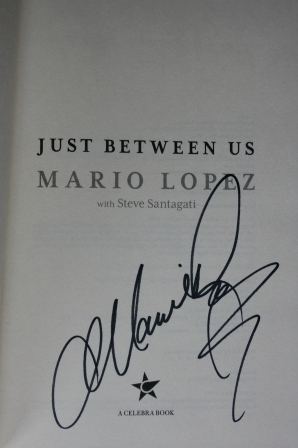 JUST BETWEEN US
MARIO LOPEZ
with Steve Santagati
A CELEBRA BOOK